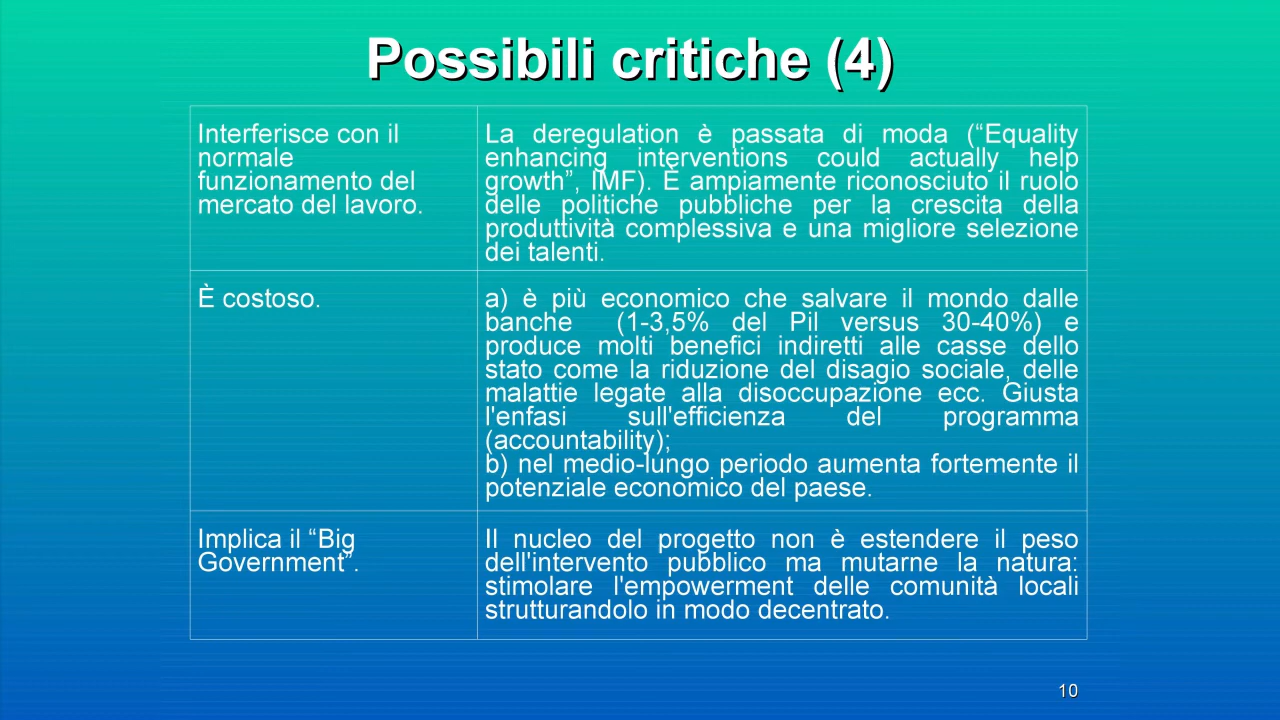 Possibili critiche (4)
Interferisce con il
normale
funzionamento del
mercato del lavoro.
La deregulation è passata di moda (“Equality
enhancing interventions could actually help
growth”, IMF). È ampiamente riconosciuto il ruolo
delle politiche pubbliche per la crescita della
produttività complessiva e una migliore selezione
dei talenti.
È costoso.
a) è più economico che salvare il mondo dalle
banche (1-3,5% del Pil versus 30-40%) e
produce molti benefici indiretti alle casse dello
stato come la riduzione del disagio sociale, delle
malattie legate alla disoccupazione ecc. Giusta
l'enfasi sull'efficienza del programma
(accountability);
b) nel medio-lungo periodo aumenta fortemente il
potenziale economico del paese.
Implica il “Big
Government”.
Il nucleo del progetto non è estendere il peso
dell'intervento pubblico ma mutarne la natura:
stimolare l'empowerment delle comunità locali
strutturandolo in modo decentrato.
10